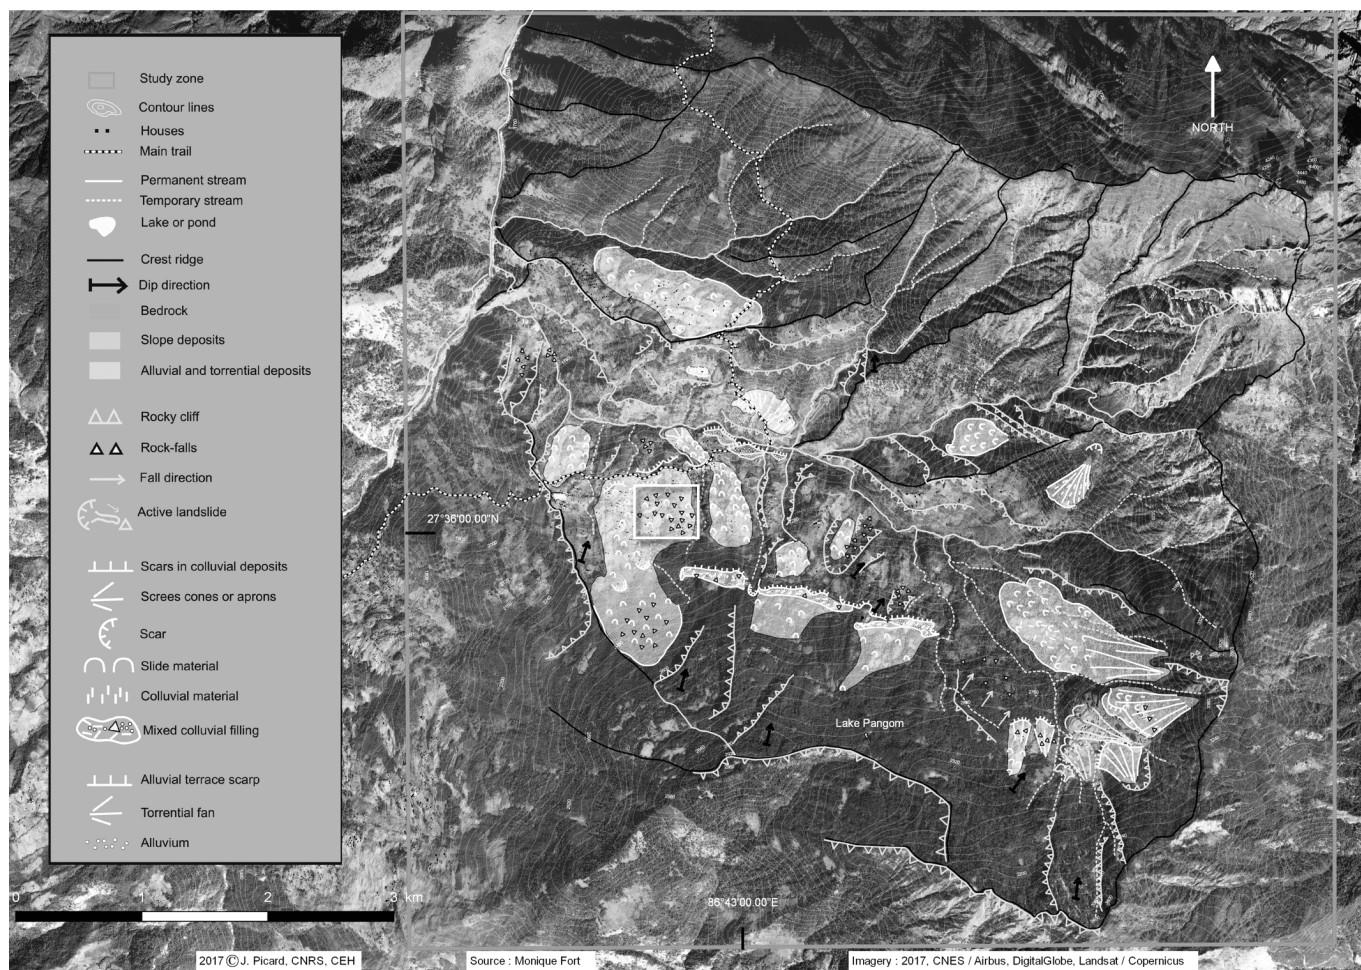 Study zone
Contour lines
Houses
Main trail
Permanent stream
Temporary stream
Lake or pond
Crest ridge
Dip direction
Bedrock
Slope deposits
Alluvial and torrential deposits
Rocky cliff
Rock-falls
Fall direction
Active landslide
Scars in colluvial deposits
Screes cones or aprons
Scar
Slide material
Colluvial material
Mixed colluvial filling
Alluvial terrace scarp
Torrential fan
Alluvium
NORTH
27°36'00.00"N
Lake Pangom
85°43'00.00"E
0 1 2 3 km
2017 © J. Picard, CNRS, CEH
Source : Monique Fort
Imagery : 2017, CNES / Airbus, DigitalGlobe, Landsat / Copernicus